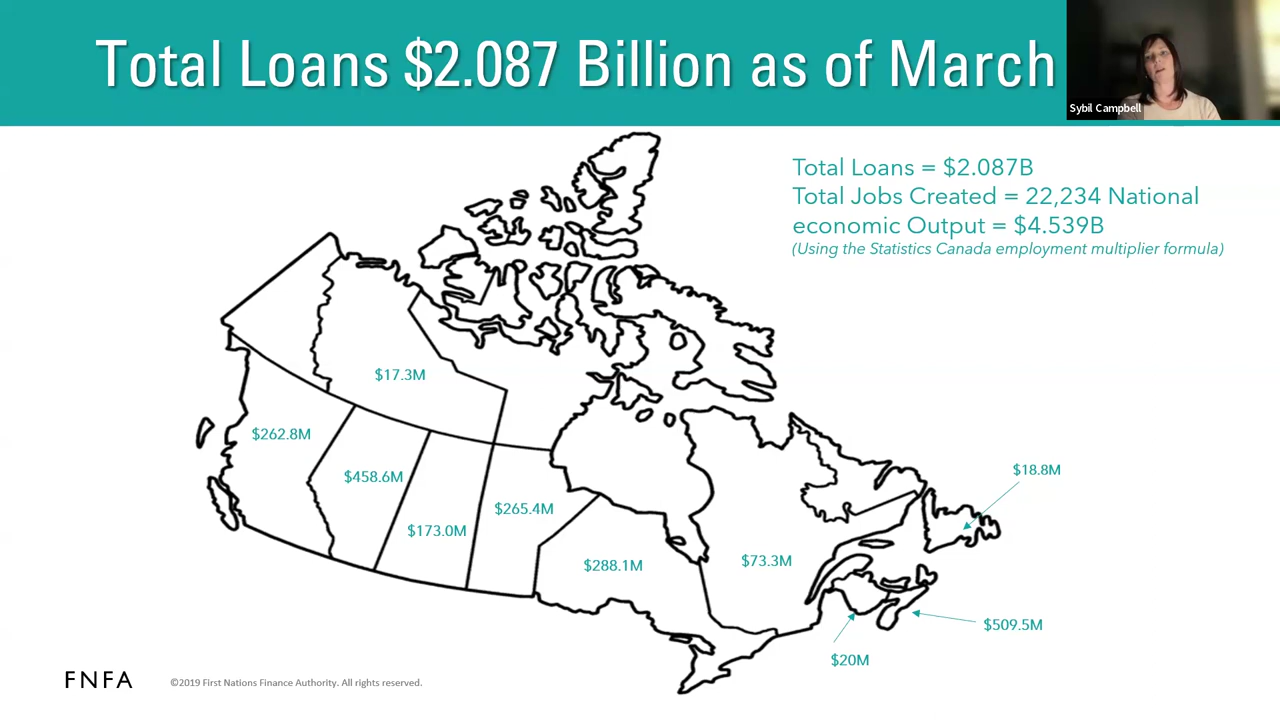 Total Loans $2.087 Billion as of March
Sybil Campbell
Total Loans = $2.087B
Total Jobs Created = 22,234 National
economic Output = $4.539B
(Using the Statistics Canada employment multiplier formula)
$17.3M
$262.8M
$458.6M
$18.8M
$265.4M
$173.0M
$288.1M
$73.3M
$509.5M
$20M
FNFA
©2019 First Nations Finance Authority. All rights reserved.